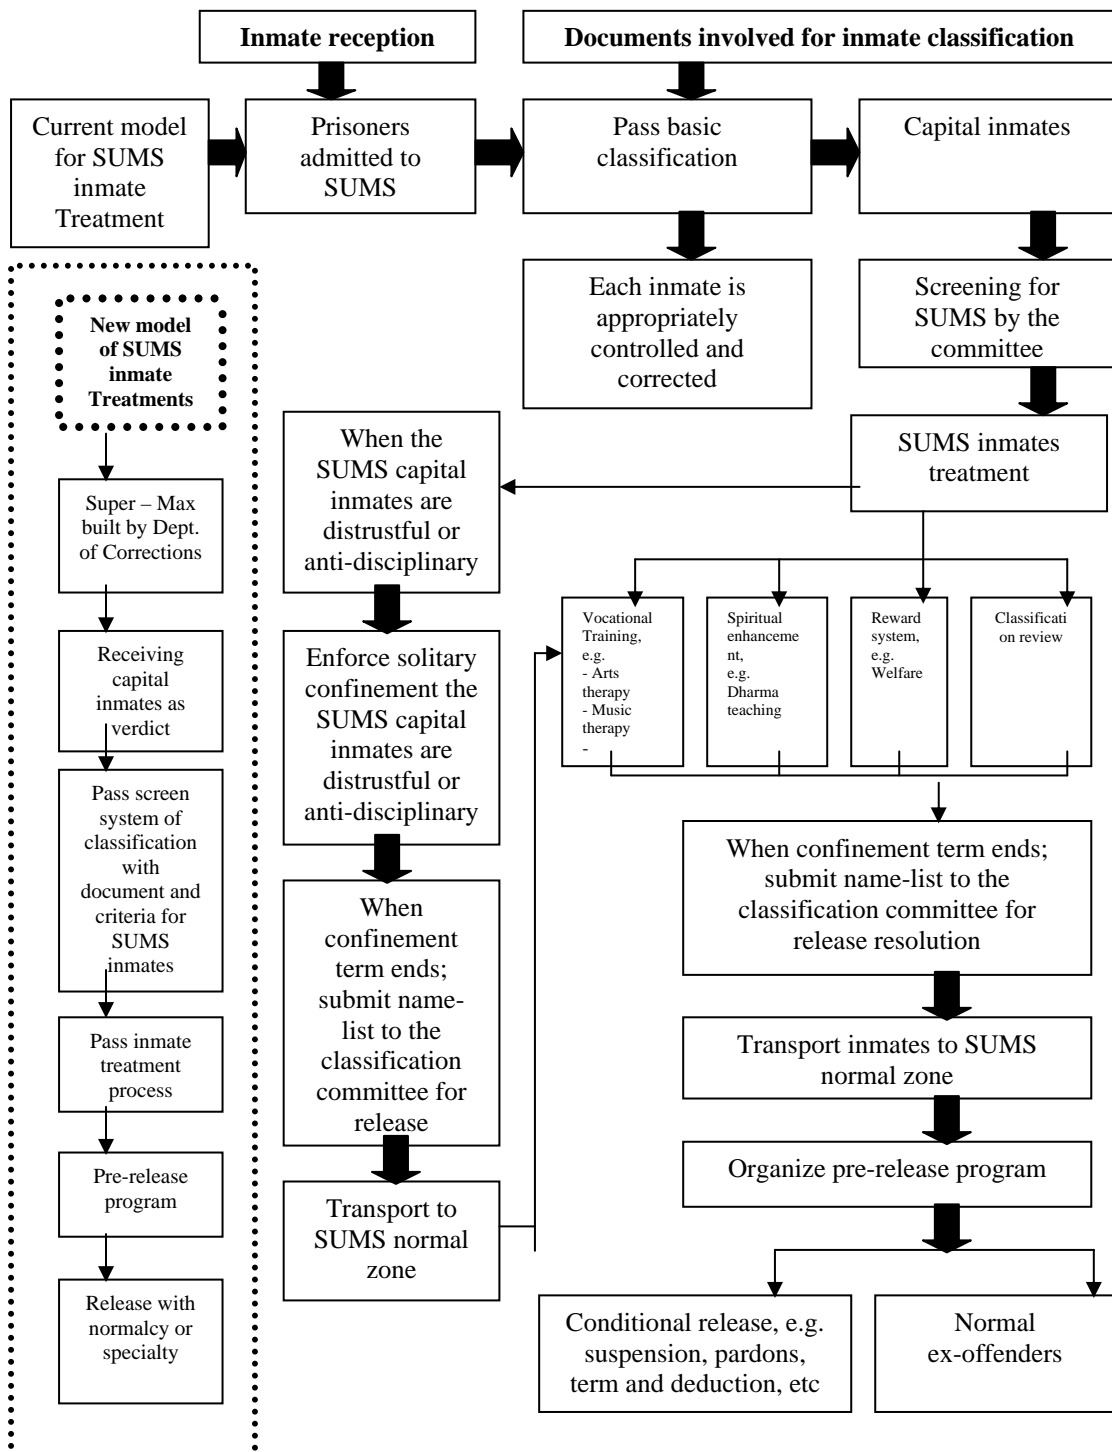 Inmate reception
Documents involved for inmate classification
Current model
for SUMS
inmate
Treatment
Prisoners
admitted to
SUMS
Pass basic
classification
Capital inmates
Each inmate is
appropriately
controlled and
corrected
Screening for
SUMS by the
committee
New model
of SUMS
inmate
Treatments
Super – Max
built by Dept.
of Corrections
Receiving
capital
inmates as
verdict
Pass screen
system of
classification
with
document and
criteria for
SUMS
inmates
Pass inmate
treatment
process
Pre-release
program
Release with
normalcy or
specialty
When the
SUMS capital
inmates are
distrustful or
anti-disciplinary
Enforce solitary
confinement the
SUMS capital
inmates are
distrustful or
anti-disciplinary
When
confinement
term ends;
submit name-
list to the
classification
committee for
release
Transport to
SUMS normal
zone
SUMS inmates
treatment
Vocational
Training,
e.g.
- Arts
therapy
- Music
therapy
-
Spiritual
enhanceme
nt,
e.g.
Dharma
teaching
Reward
system,
e.g.
Welfare
Classificati
on review
When confinement term ends;
submit name-list to the
classification committee for
release resolution
Transport inmates to SUMS
normal zone
Organize pre-release program
Conditional release, e.g.
suspension, pardons,
term and deduction, etc
Normal
ex-offenders